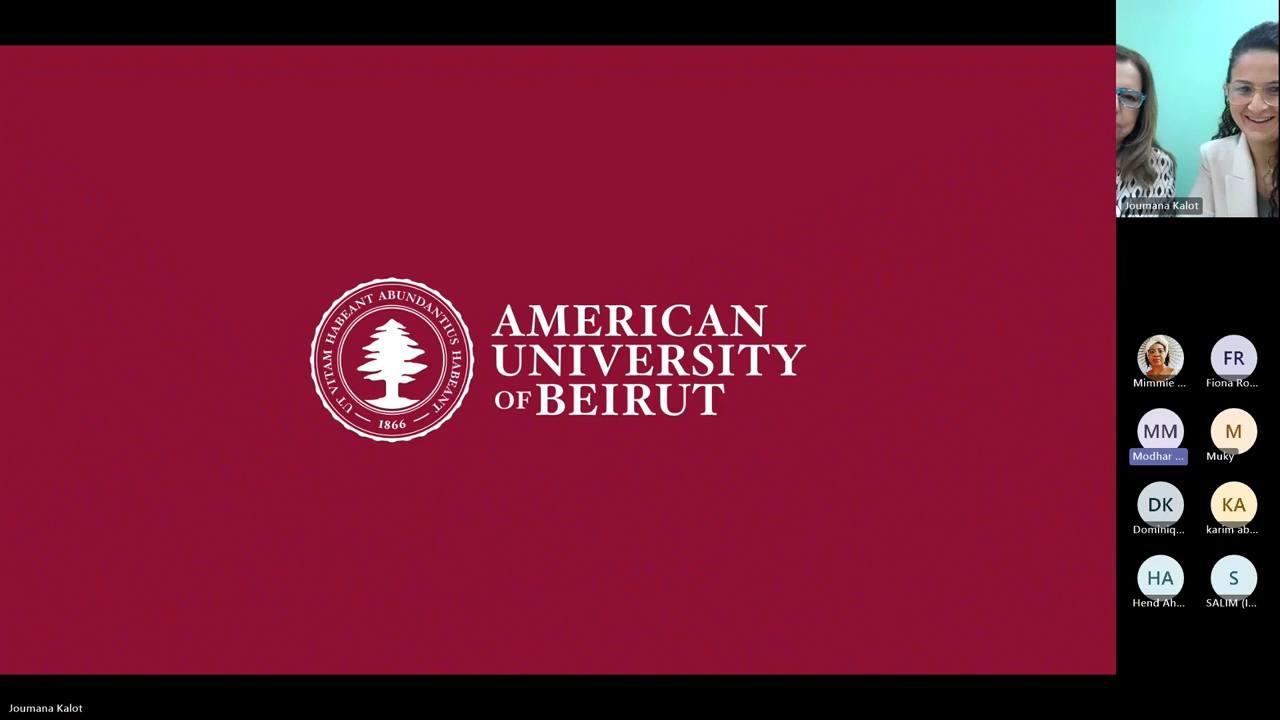 UT VITAM HABEANT ABUNDANTIUS HABEANT
1866
AMERICAN
UNIVERSITY
OF BEIRUT
Joumana Kalot
Mimmie ...
FR
Fiona Ro...
MM
Modhar ...
M
Muky
DK
Dominiq...
KA
karim ab...
HA
Hend Ah...
S
SALIM (I...
Joumana Kalot